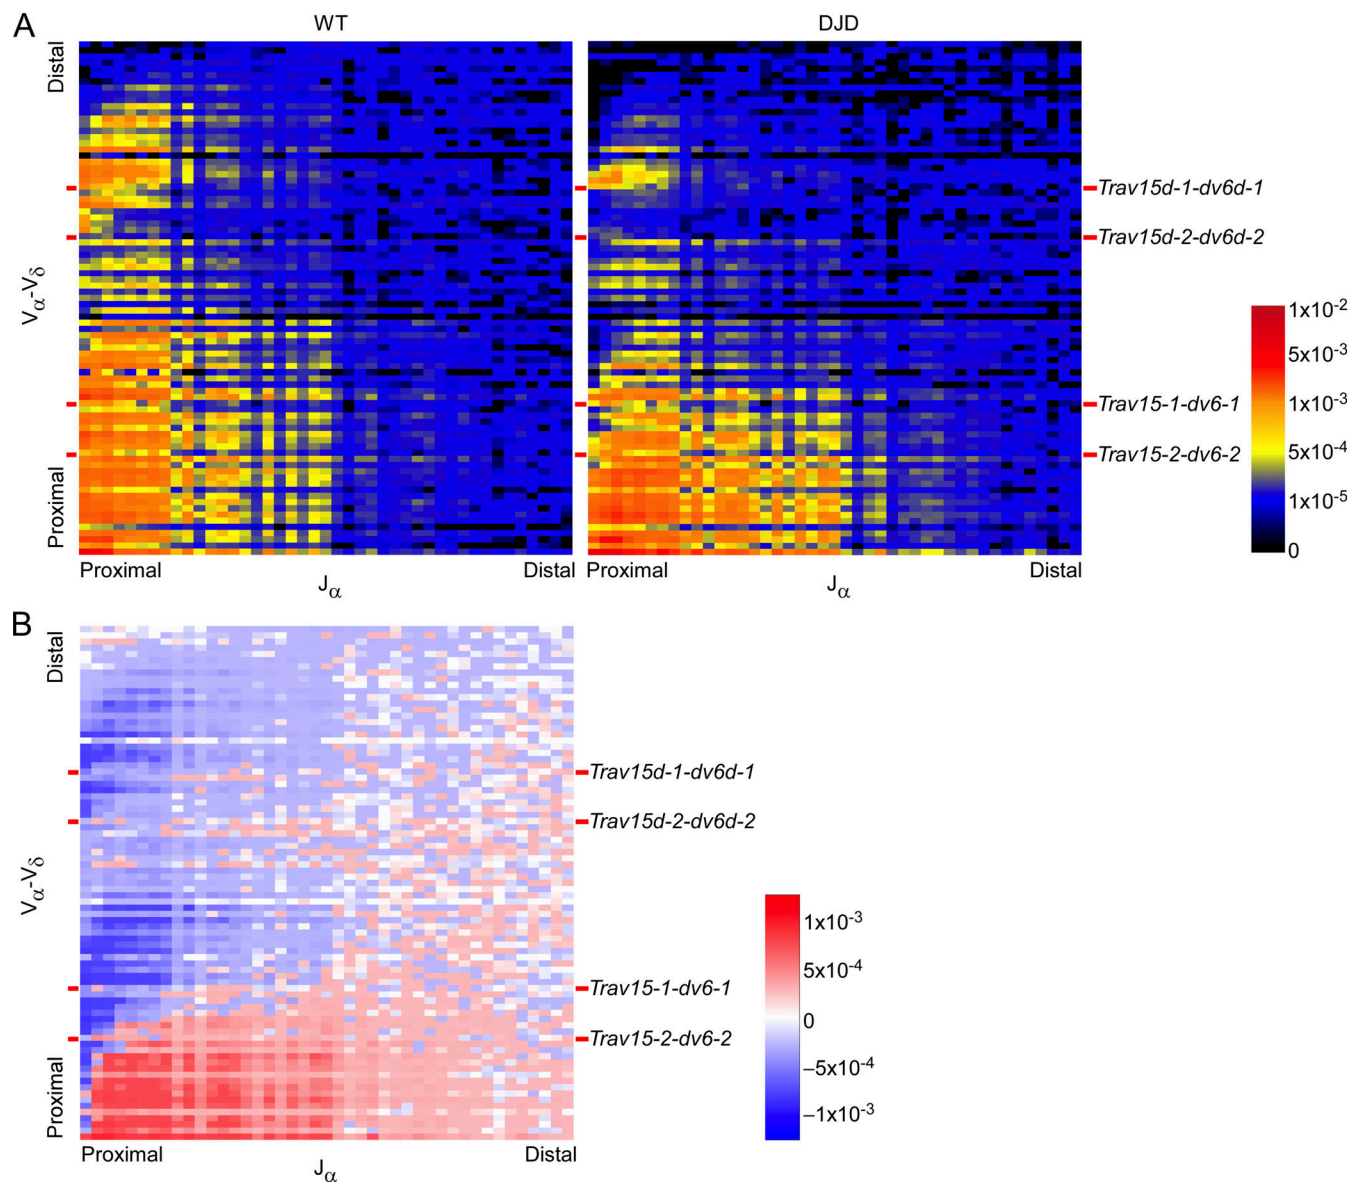 A
WT
DJD
Distal
Vα-Vδ
Proximal
Trav15d-1-dv6d-1
Trav15d-2-dv6d-2
Trav15-1-dv6-1
Trav15-2-dv6-2
1x10⁻²
5x10⁻³
1x10⁻³
5x10⁻⁴
1x10⁻⁵
0
Proximal Jα Distal
Proximal Jα Distal
B
Distal
Vα-Vδ
Proximal
Trav15d-1-dv6d-1
Trav15d-2-dv6d-2
Trav15-1-dv6-1
Trav15-2-dv6-2
1x10⁻³
5x10⁻⁴
0
−5x10⁻⁴
−1x10⁻³
Proximal Jα Distal